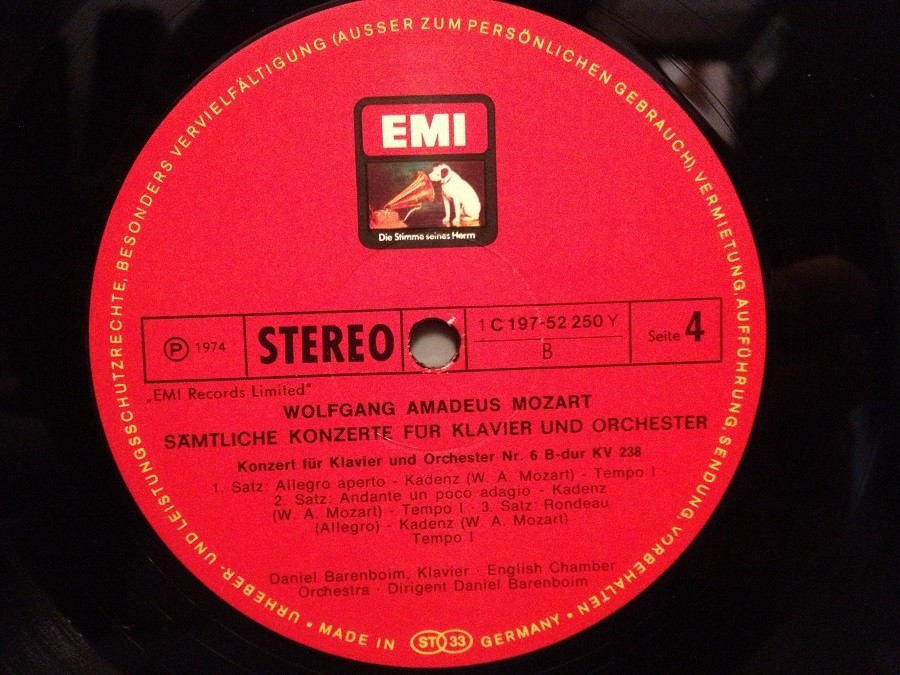 URHEBER- UND LEISTUNGSSCHUTZRECHTE, BESONDERS VERVIELFÄLTIGUNG (AUSSER ZUM PERSÖNLICHEN GEBRAUCH), VERMIETUNG, AUFFÜHRUNG, SENDUNG, VORBEHALTEN •
EMI
Die Stimme seines Herrn
Ⓟ 1974
STEREO
1 C 197-52 250 Y
B
Seite 4
„EMI Records Limited"
WOLFGANG AMADEUS MOZART
SÄMTLICHE KONZERTE FÜR KLAVIER UND ORCHESTER
Konzert für Klavier und Orchester Nr. 6 B-dur KV 238
1. Satz: Allegro aperto - Kadenz (W. A. Mozart) - Tempo I ·
2. Satz: Andante un poco adagio - Kadenz
(W. A. Mozart) - Tempo I · 3. Satz: Rondeau
(Allegro) - Kadenz (W. A. Mozart)
Tempo I
Daniel Barenboim, Klavier · English Chamber
Orchestra · Dirigent Daniel Barenboim
• MADE IN ST 33 GERMANY •